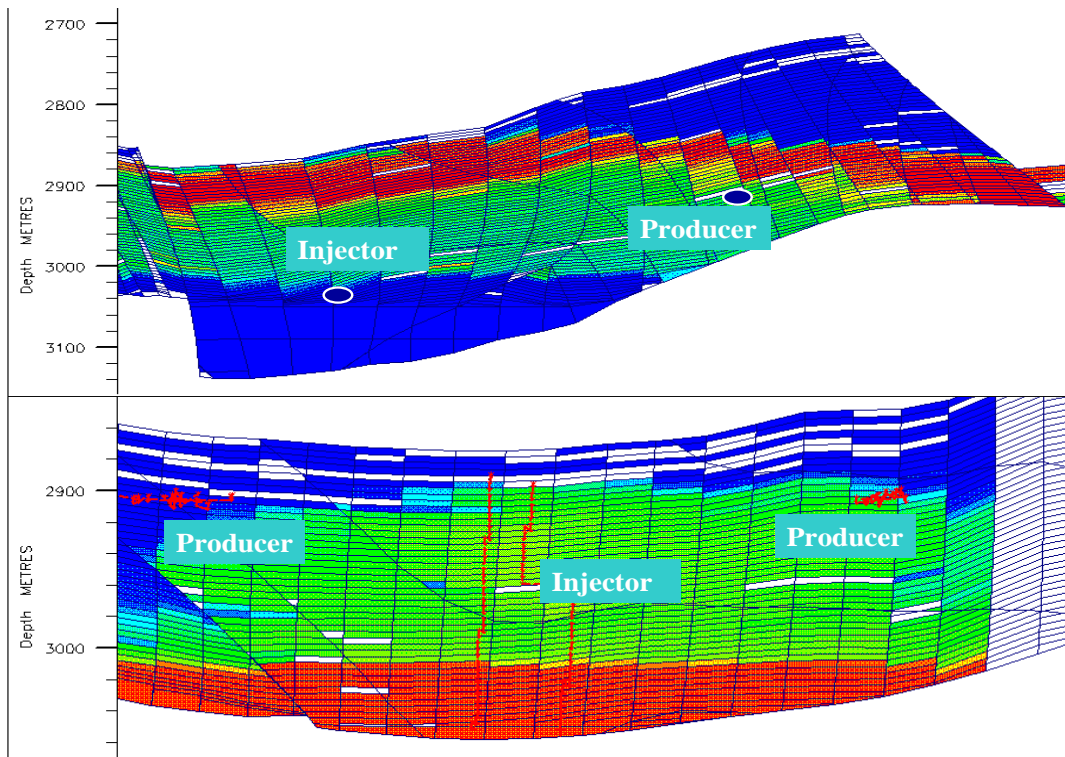 2700
2800
2900
3000
3100
Depth METRES
Injector
Producer
2900
3000
Depth METRES
Producer
Producer
Injector